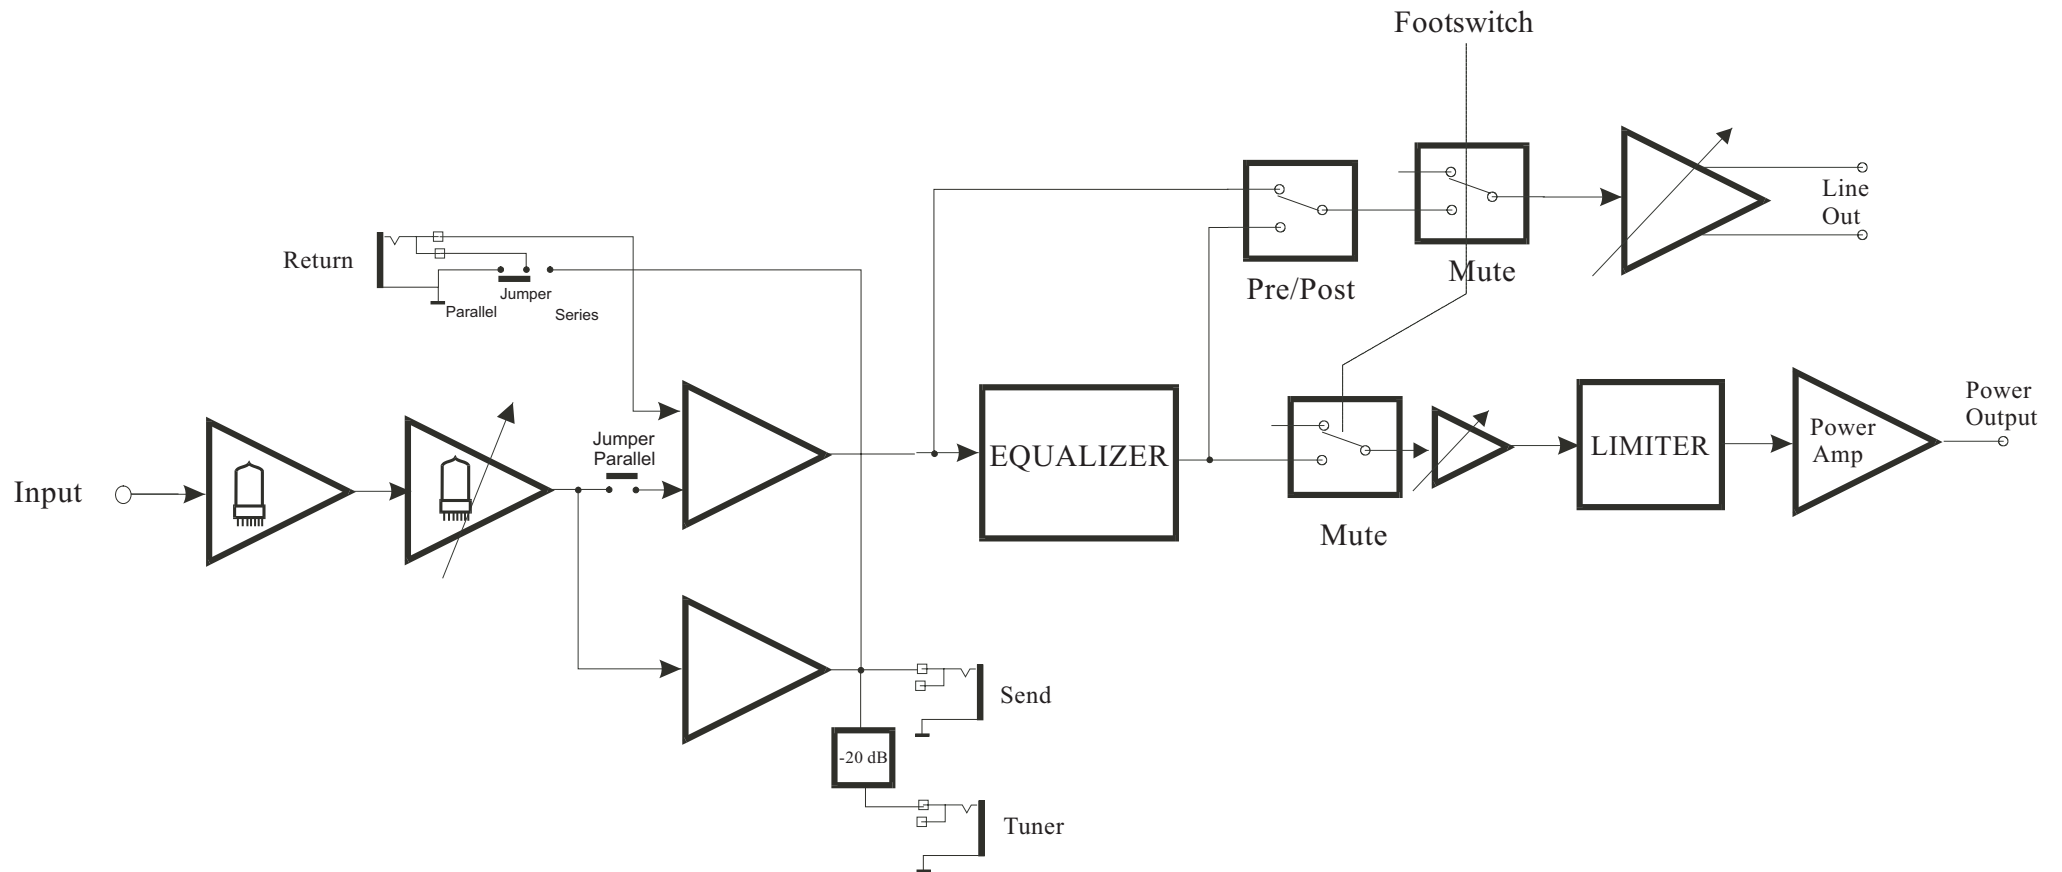 Footswitch
Line
Out
Return
Mute
Pre/Post
Jumper
Parallel
Series
Power
Output
Jumper
Parallel
Power
Amp
EQUALIZER
LIMITER
Input
Mute
Send
-20 dB
Tuner